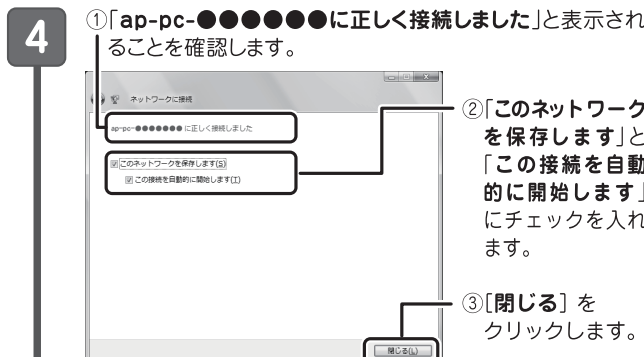 4
①「ap-pc-●●●●●●に正しく接続しました」と表示され
ることを確認します。
ネットワークに接続
ap-pc-●●●●●●● に正しく接続しました
このネットワークを保存します(S)
この接続を自動的に開始します(T)
閉じる(L)
②「このネットワーク
を保存します」と
「この接続を自動
的に開始します」
にチェックを入れ
ます。
③[閉じる] を
クリックします。